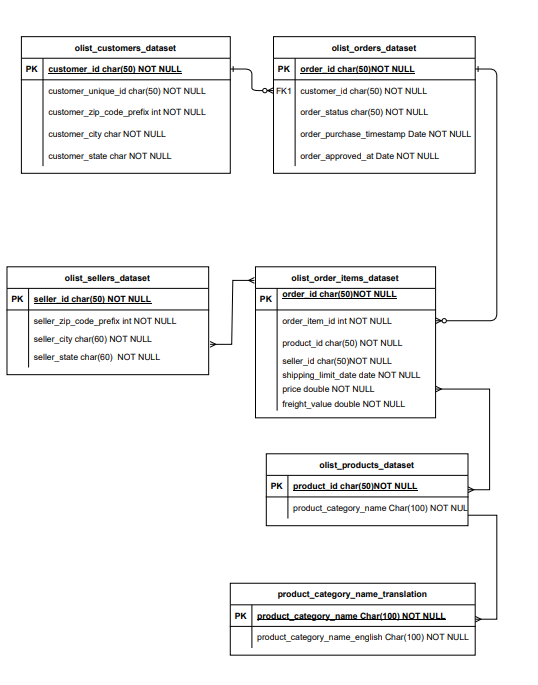 olist_customers_dataset
PK customer_id char(50) NOT NULL
customer_unique_id char(50) NOT NULL
customer_zip_code_prefix int NOT NULL
customer_city char NOT NULL
customer_state char NOT NULL
olist_orders_dataset
PK order_id char(50)NOT NULL
FK1 customer_id char(50) NOT NULL
order_status char(50) NOT NULL
order_purchase_timestamp Date NOT NULL
order_approved_at Date NOT NULL
olist_sellers_dataset
PK seller_id char(50) NOT NULL
seller_zip_code_prefix int NOT NULL
seller_city char(60) NOT NULL
seller_state char(60) NOT NULL
olist_order_items_dataset
PK order_id char(50)NOT NULL
order_item_id int NOT NULL
product_id char(50) NOT NULL
seller_id char(50)NOT NULL
shipping_limit_date date NOT NULL
price double NOT NULL
freight_value double NOT NULL
olist_products_dataset
PK product_id char(50)NOT NULL
product_category_name Char(100) NOT NUL
product_category_name_translation
PK product_category_name Char(100) NOT NULL
product_category_name_english Char(100) NOT NULL